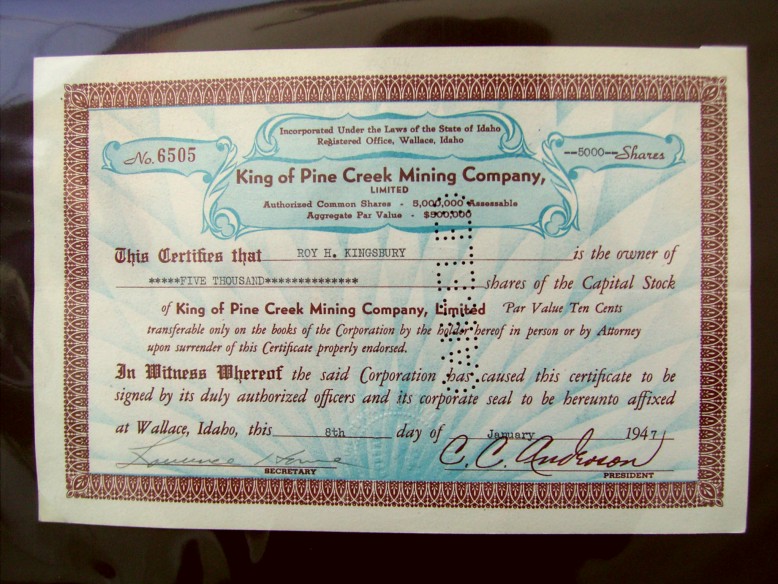 Incorporated Under the Laws of the State of Idaho
Registered Office, Wallace, Idaho
No. 6505
--5000--Shares
King of Pine Creek Mining Company,
LIMITED
Authorized Common Shares - 5,000,000 Assessable
Aggregate Par Value - $500,000
This Certifies that ROY H. KINGSBURY is the owner of
*****FIVE THOUSAND************** shares of the Capital Stock
of King of Pine Creek Mining Company, Limited Par Value Ten Cents
transferable only on the books of the Corporation by the holder hereof in person or by Attorney
upon surrender of this Certificate properly endorsed.
In Witness Whereof the said Corporation has caused this certificate to be
signed by its duly authorized officers and its corporate seal to be hereunto affixed
at Wallace, Idaho, this 8th day of January 1947
C. C. Anderson
SECRETARY
PRESIDENT